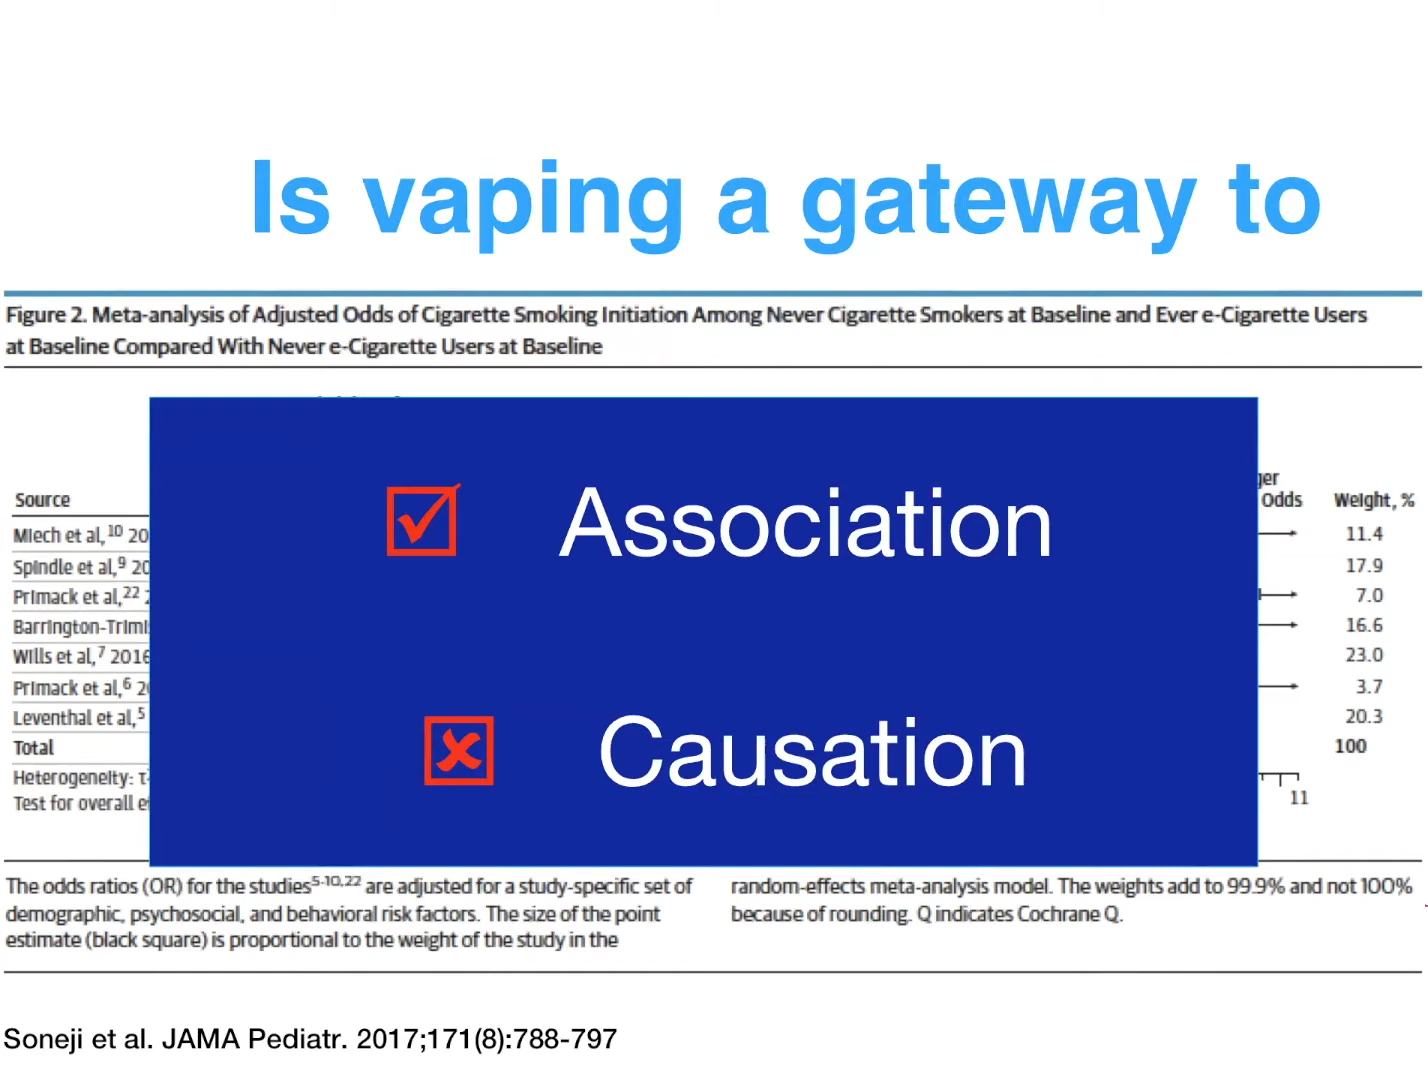 Is vaping a gateway to
Figure 2. Meta-analysis of Adjusted Odds of Cigarette Smoking Initiation Among Never Cigarette Smokers at Baseline and Ever e-Cigarette Users
at Baseline Compared With Never e-Cigarette Users at Baseline
Odds
Source
Weight, %
Miech et al,10 20
11.4
Spindle et al,9 20
17.9
Primack et al,22
7.0
Barrington-Trimi
16.6
Wills et al,7 2016
23.0
Primack et al,6 2
3.7
Leventhal et al,5
20.3
Total
100
Heterogeneity: τ
Test for overall
11
Association
Causation
The odds ratios (OR) for the studies5-10,22 are adjusted for a study-specific set of
demographic, psychosocial, and behavioral risk factors. The size of the point
estimate (black square) is proportional to the weight of the study in the
random-effects meta-analysis model. The weights add to 99.9% and not 100%
because of rounding. Q indicates Cochrane Q.
Soneji et al. JAMA Pediatr. 2017;171(8):788-797